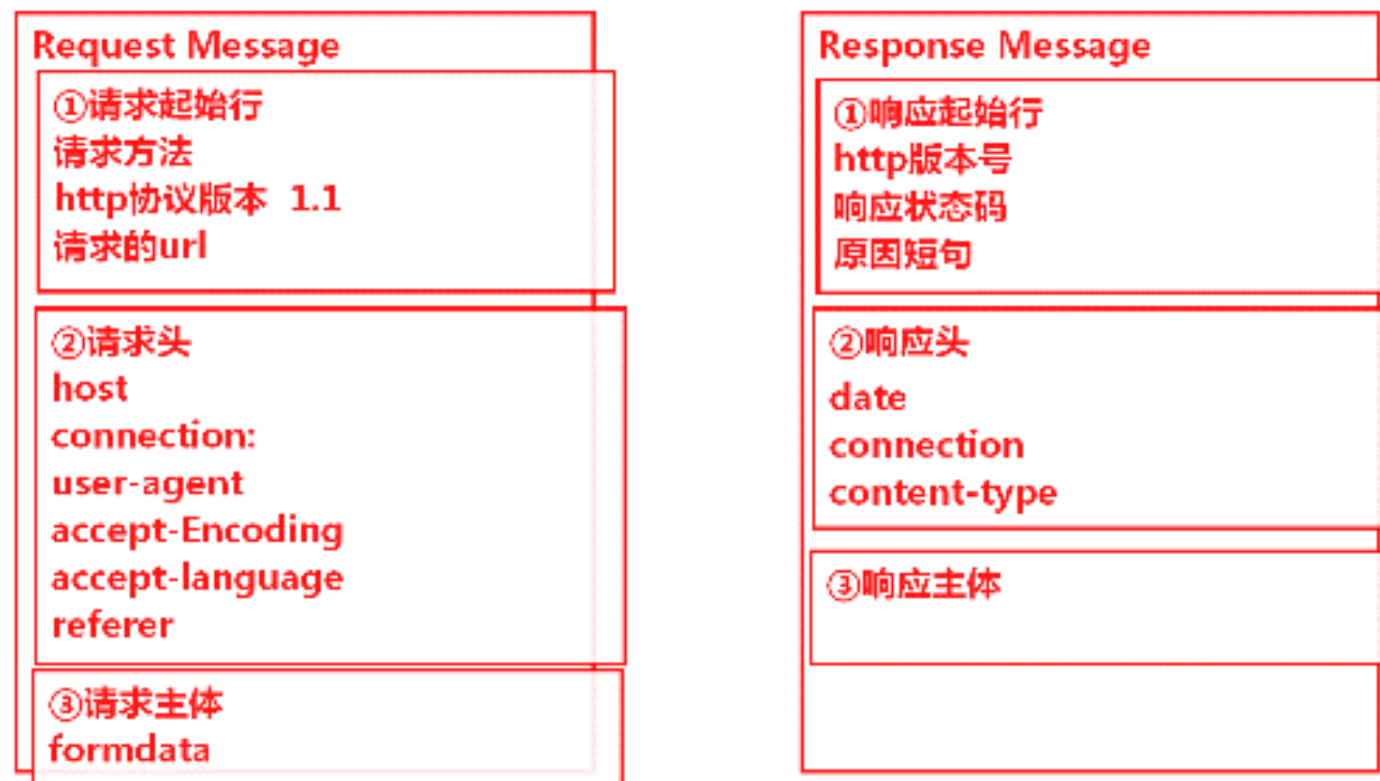 Request Message
①请求起始行
请求方法
http协议版本 1.1
请求的url
②请求头
host
connection:
user-agent
accept-Encoding
accept-language
referer
③请求主体
formdata
Response Message
①响应起始行
http版本号
响应状态码
原因短句
②响应头
date
connection
content-type
③响应主体